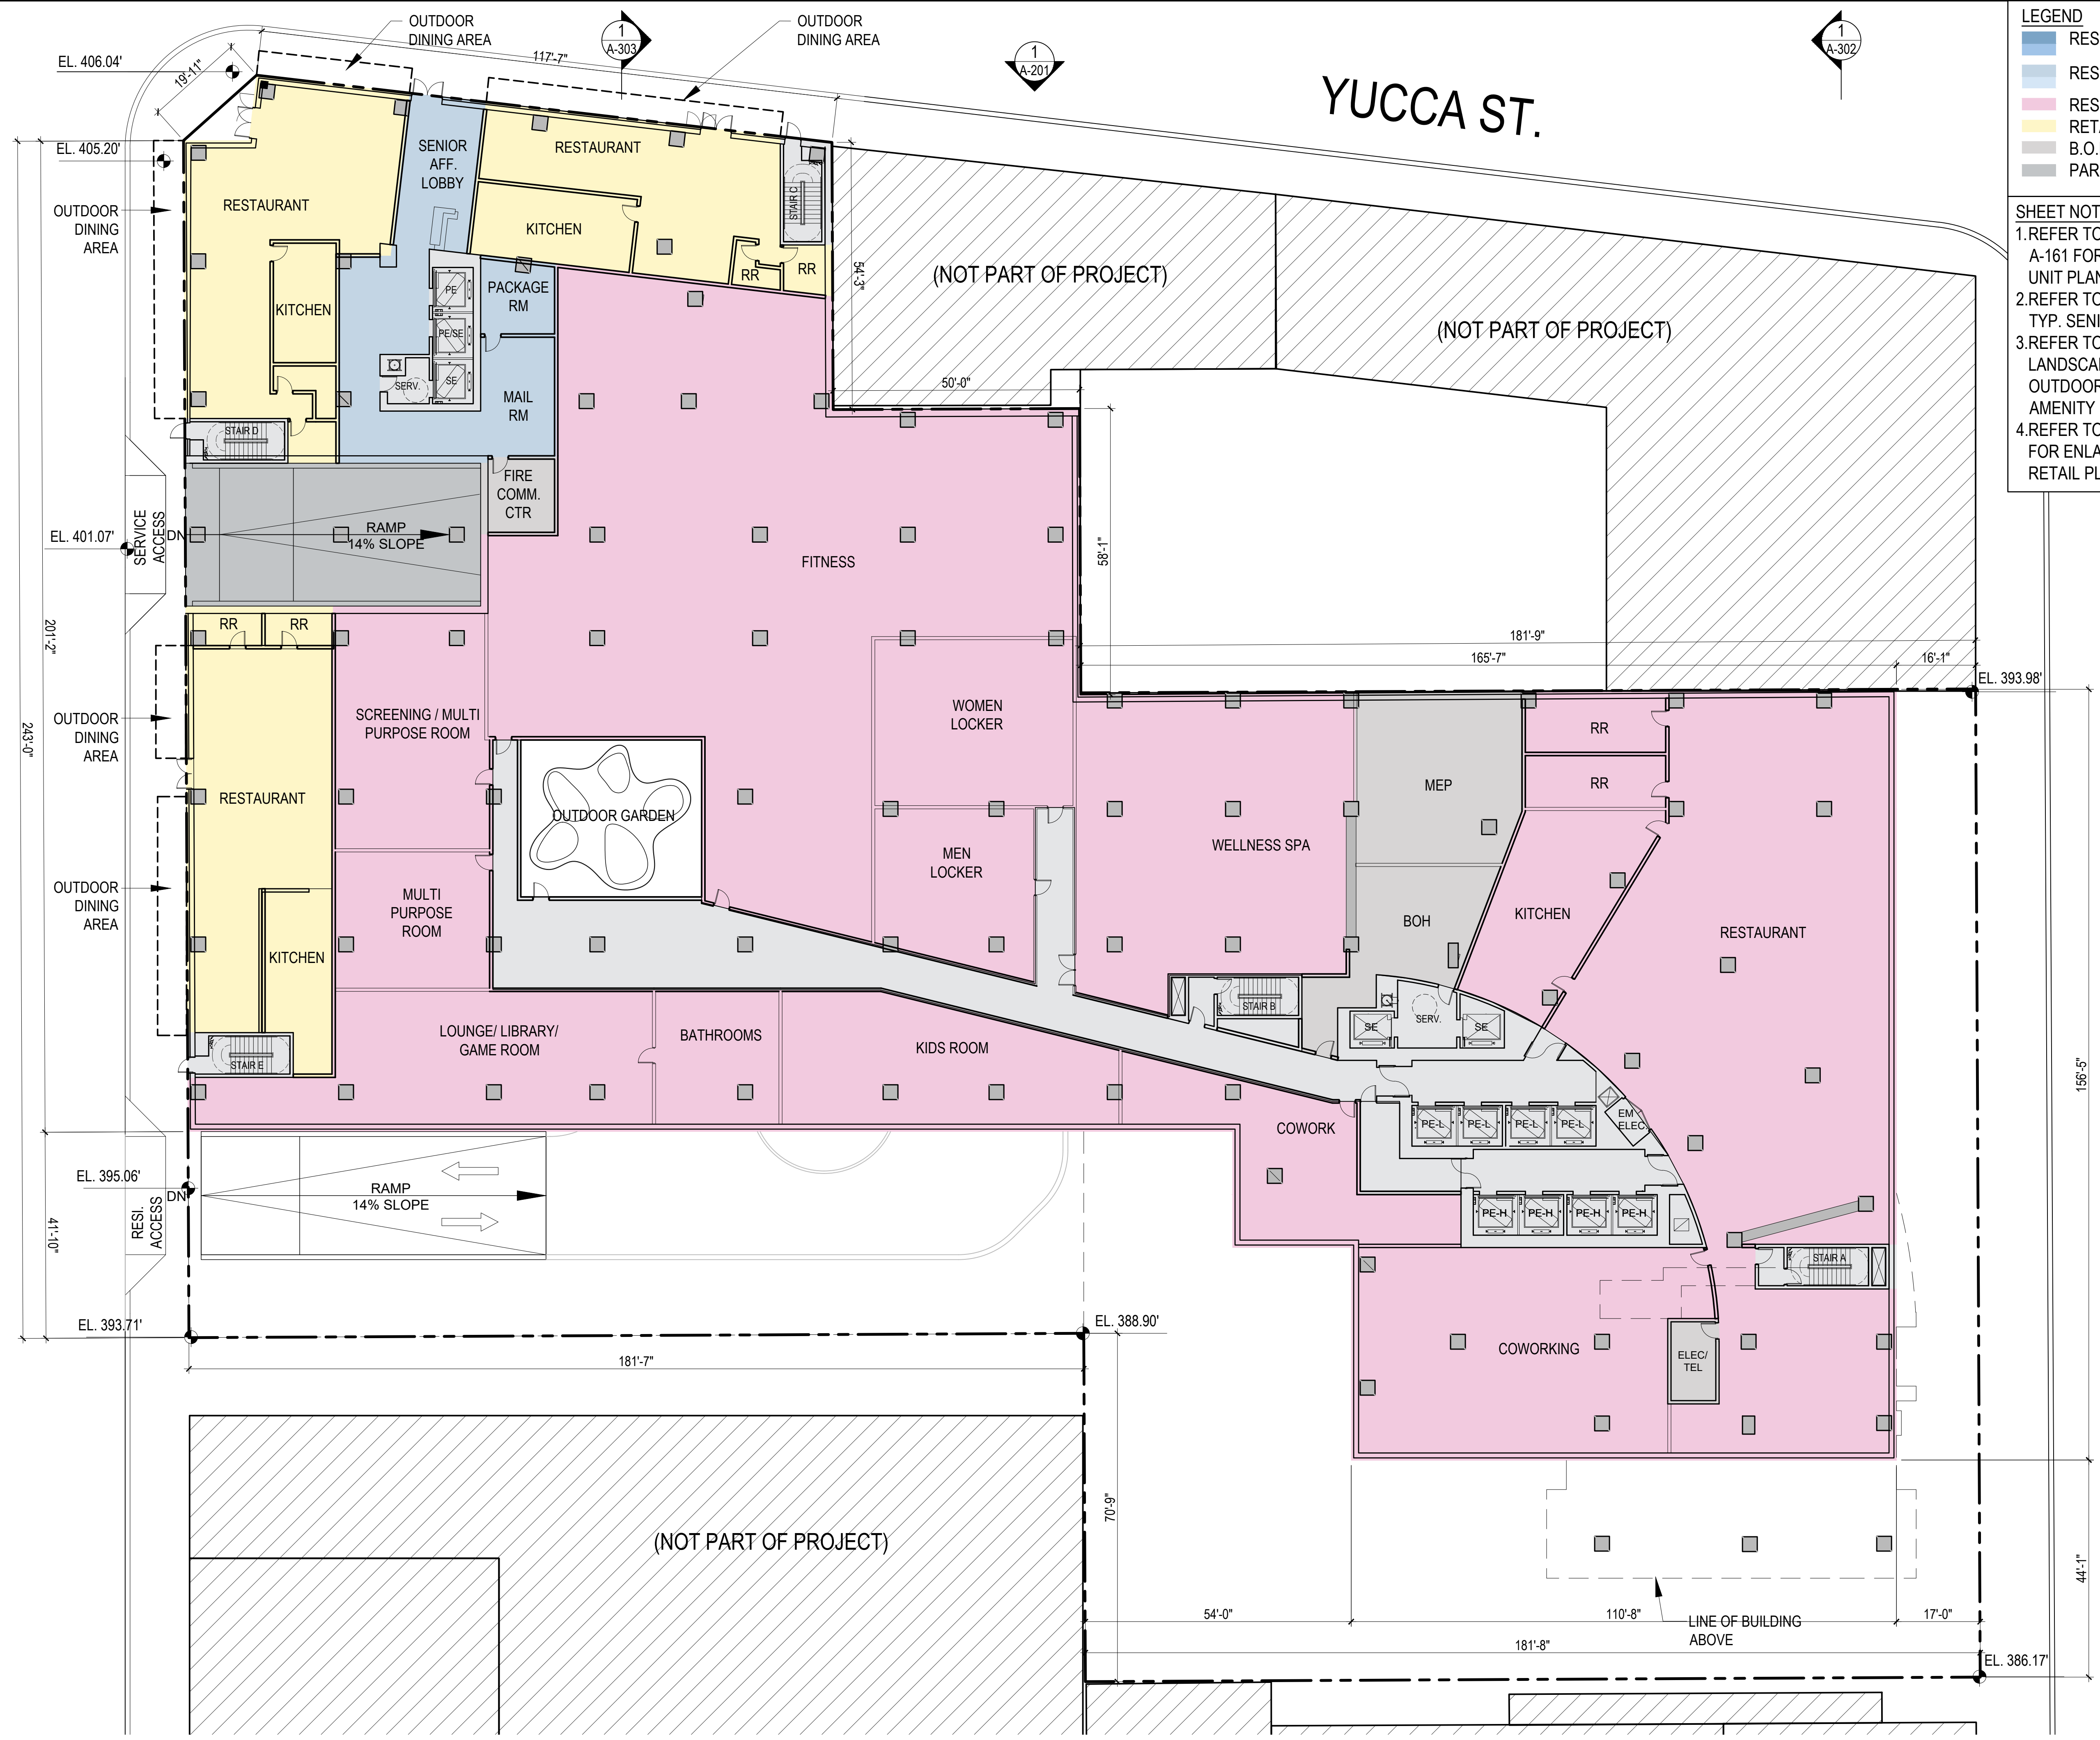 OUTDOOR
DINING AREA
OUTDOOR
DINING AREA
1
A-303
1
A-201
1
A-302
117'-7"
19'-11"
EL. 406.04'
YUCCA ST.
LEGEND
RES
RES
RES
RET
B.O.
PAR
SHEET NOT
1.REFER TO
A-161 FOR
UNIT PLAN
2.REFER TO
TYP. SENI
3.REFER TO
LANDSCA
OUTDOOR
AMENITY
4.REFER TO
FOR ENLA
RETAIL PL
EL. 405.20'
OUTDOOR
DINING
AREA
RESTAURANT
SENIOR
AFF.
LOBBY
RESTAURANT
KITCHEN
STAIR C
RR
RR
54'-3"
(NOT PART OF PROJECT)
(NOT PART OF PROJECT)
KITCHEN
PE
PE/SE
SE
SERV.
PACKAGE
RM
MAIL
RM
50'-0"
STAIR D
FIRE
COMM.
CTR
EL. 401.07'
SERVICE
ACCESS
DN
RAMP
14% SLOPE
FITNESS
58'-1"
201'-2"
243'-0"
RR
RR
181'-9"
165'-7"
16'-1"
EL. 393.98'
OUTDOOR
DINING
AREA
SCREENING / MULTI
PURPOSE ROOM
WOMEN
LOCKER
RR
RR
MEP
RESTAURANT
OUTDOOR GARDEN
WELLNESS SPA
MEN
LOCKER
OUTDOOR
DINING
AREA
MULTI
PURPOSE
ROOM
BOH
KITCHEN
RESTAURANT
KITCHEN
STAIR B
SE
SERV.
SE
LOUNGE/ LIBRARY/
GAME ROOM
BATHROOMS
KIDS ROOM
STAIR E
156'-5"
COWORK
PE-L
PE-L
PE-L
PE-L
EM
ELEC.
EL. 395.06'
DN
RESI.
ACCESS
RAMP
14% SLOPE
41'-10"
PE-H
PE-H
PE-H
PE-H
STAIR A
EL. 393.71'
EL. 388.90'
181'-7"
COWORKING
ELEC/
TEL
70'-9"
(NOT PART OF PROJECT)
44'-1"
54'-0"
110'-8"
17'-0"
LINE OF BUILDING
ABOVE
181'-8"
EL. 386.17'